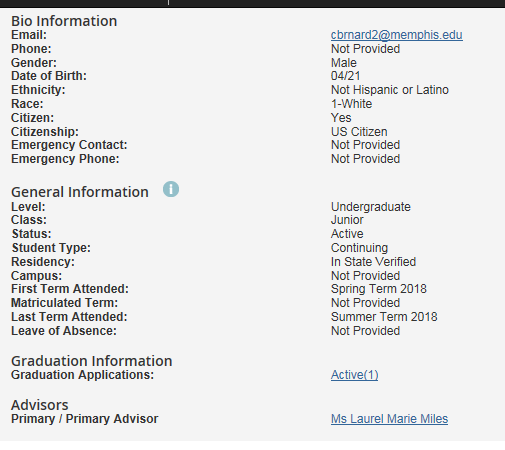 Bio Information
Email: cbrnard2@memphis.edu
Phone: Not Provided
Gender: Male
Date of Birth: 04/21
Ethnicity: Not Hispanic or Latino
Race: 1-White
Citizen: Yes
Citizenship: US Citizen
Emergency Contact: Not Provided
Emergency Phone: Not Provided
General Information i
Level: Undergraduate
Class: Junior
Status: Active
Student Type: Continuing
Residency: In State Verified
Campus: Not Provided
First Term Attended: Spring Term 2018
Matriculated Term: Not Provided
Last Term Attended: Summer Term 2018
Leave of Absence: Not Provided
Graduation Information
Graduation Applications: Active(1)
Advisors
Primary / Primary Advisor Ms Laurel Marie Miles